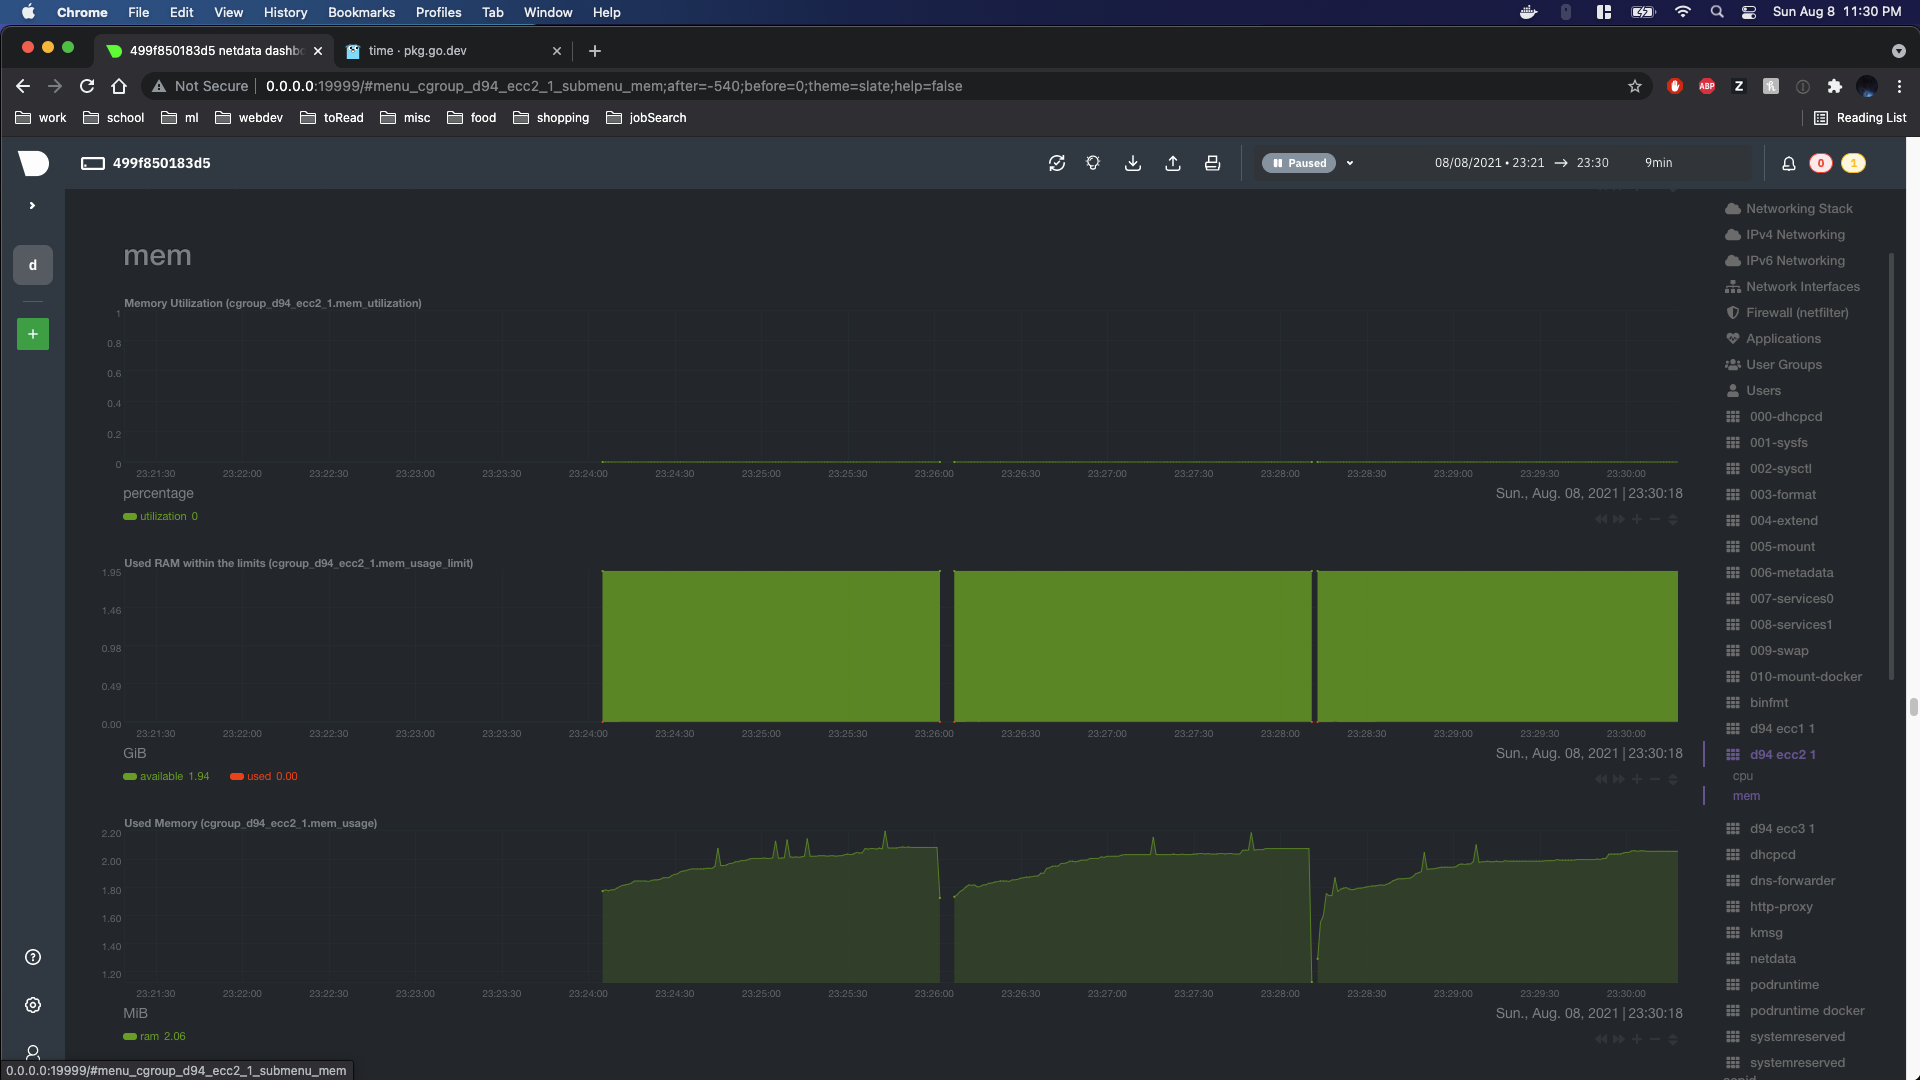 Chrome File Edit View History Bookmarks Profiles Tab Window Help Sun Aug 8 11:30 PM
499f850183d5 netdata dashbo time · pkg.go.dev
Not Secure 0.0.0.0:19999/#menu_cgroup_d94_ecc2_1_submenu_mem;after=-540;before=0;theme=slate;help=false ABP Z
work school ml webdev toRead misc food shopping jobSearch Reading List
499f850183d5 Paused 08/08/2021 • 23:21 → 23:30 9min 0 1
d
mem
Memory Utilization (cgroup_d94_ecc2_1.mem_utilization)
1
0.8
0.6
0.4
0.2
0
23:21:30 23:22:00 23:22:30 23:23:00 23:23:30 23:24:00 23:24:30 23:25:00 23:25:30 23:26:00 23:26:30 23:27:00 23:27:30 23:28:00 23:28:30 23:29:00 23:29:30 23:30:00
percentage Sun., Aug. 08, 2021 | 23:30:18
utilization 0
Used RAM within the limits (cgroup_d94_ecc2_1.mem_usage_limit)
1.95
1.46
0.98
0.49
0.00
23:21:30 23:22:00 23:22:30 23:23:00 23:23:30 23:24:00 23:24:30 23:25:00 23:25:30 23:26:00 23:26:30 23:27:00 23:27:30 23:28:00 23:28:30 23:29:00 23:29:30 23:30:00
GiB Sun., Aug. 08, 2021 | 23:30:18
available 1.94 used 0.00
Used Memory (cgroup_d94_ecc2_1.mem_usage)
2.20
2.00
1.80
1.60
1.40
1.20
23:21:30 23:22:00 23:22:30 23:23:00 23:23:30 23:24:00 23:24:30 23:25:00 23:25:30 23:26:00 23:26:30 23:27:00 23:27:30 23:28:00 23:28:30 23:29:00 23:29:30 23:30:00
MiB Sun., Aug. 08, 2021 | 23:30:18
ram 2.06
Networking Stack
IPv4 Networking
IPv6 Networking
Network Interfaces
Firewall (netfilter)
Applications
User Groups
Users
000-dhcpcd
001-sysfs
002-sysctl
003-format
004-extend
005-mount
006-metadata
007-services0
008-services1
009-swap
010-mount-docker
binfmt
d94 ecc1 1
d94 ecc2 1
cpu
mem
d94 ecc3 1
dhcpcd
dns-forwarder
http-proxy
kmsg
netdata
podruntime
podruntime docker
systemreserved
systemreserved
0.0.0.0:19999/#menu_cgroup_d94_ecc2_1_submenu_mem